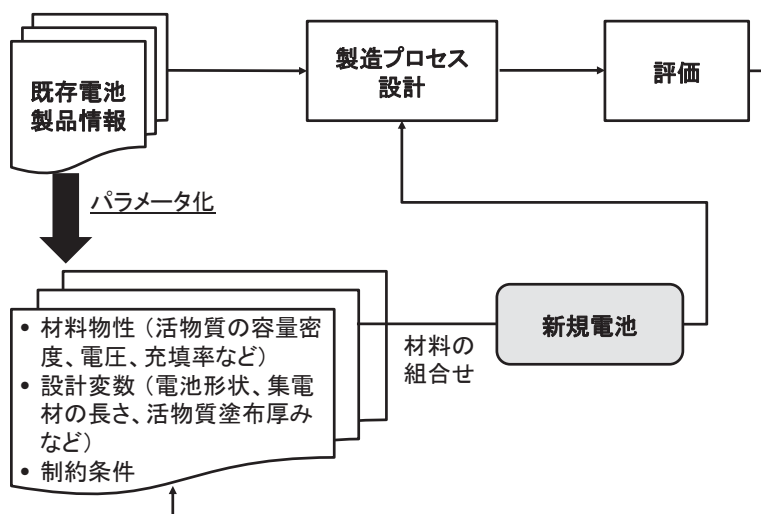 既存電池
製品情報
製造プロセス
設計
評価
パラメータ化
• 材料物性（活物質の容量密
度、電圧、充填率など）
• 設計変数（電池形状、集電
材の長さ、活物質塗布厚み
など）
• 制約条件
材料の
組合せ
新規電池